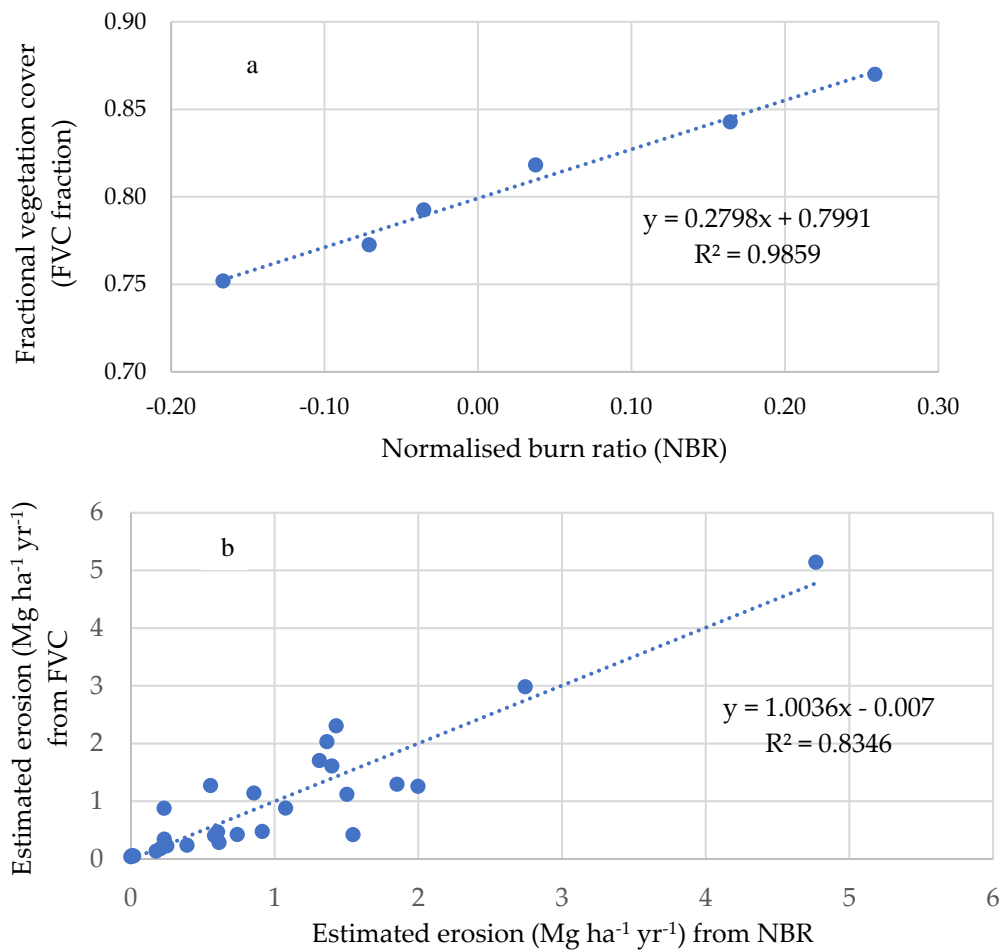 Fractional vegetation cover
(FVC fraction)
0.90
0.85
0.80
0.75
0.70
a
y = 0.2798x + 0.7991
R² = 0.9859
-0.20
-0.10
0.00
0.10
0.20
0.30
Normalised burn ratio (NBR)
Estimated erosion (Mg ha⁻¹ yr⁻¹)
from FVC
6
5
4
3
2
1
0
b
y = 1.0036x - 0.007
R² = 0.8346
0
1
2
3
4
5
6
Estimated erosion (Mg ha⁻¹ yr⁻¹) from NBR